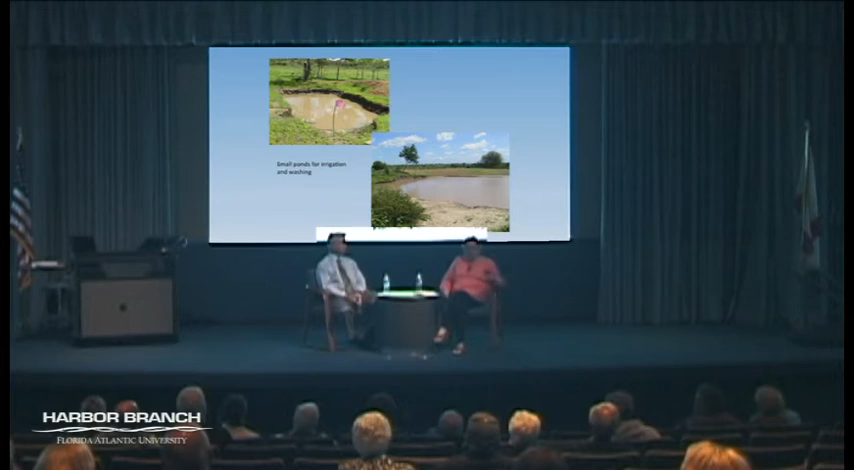 Small ponds for irrigation
and washing
HARBOR BRANCH
FLORIDA ATLANTIC UNIVERSITY